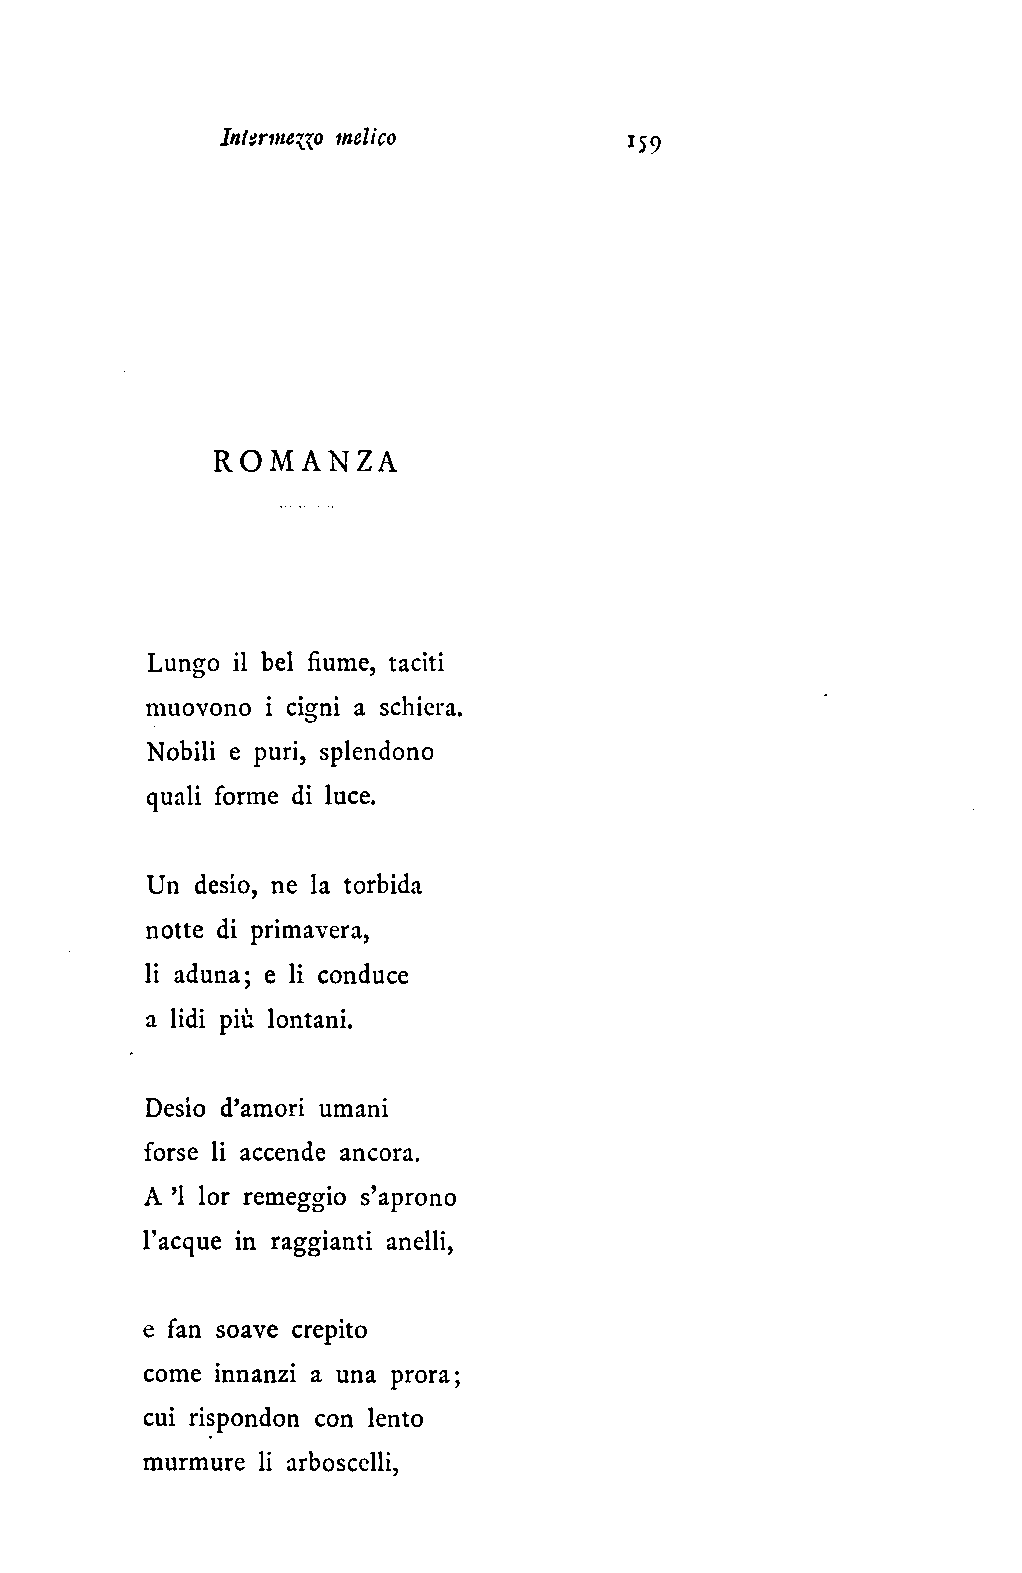 Intermezzo melico 159
ROMANZA
Lungo il bel fiume, taciti
muovono i cigni a schiera.
Nobili e puri, splendono
quali forme di luce.
Un desío, ne la torbida
notte di primavera,
li aduna; e li conduce
a lidi più lontani.
Desío d’amori umani
forse li accende ancora.
A ’l lor remeggio s’aprono
l’acque in raggianti anelli,
e fan soave crepito
come innanzi a una prora;
cui rispondon con lento
murmure li arboscelli,